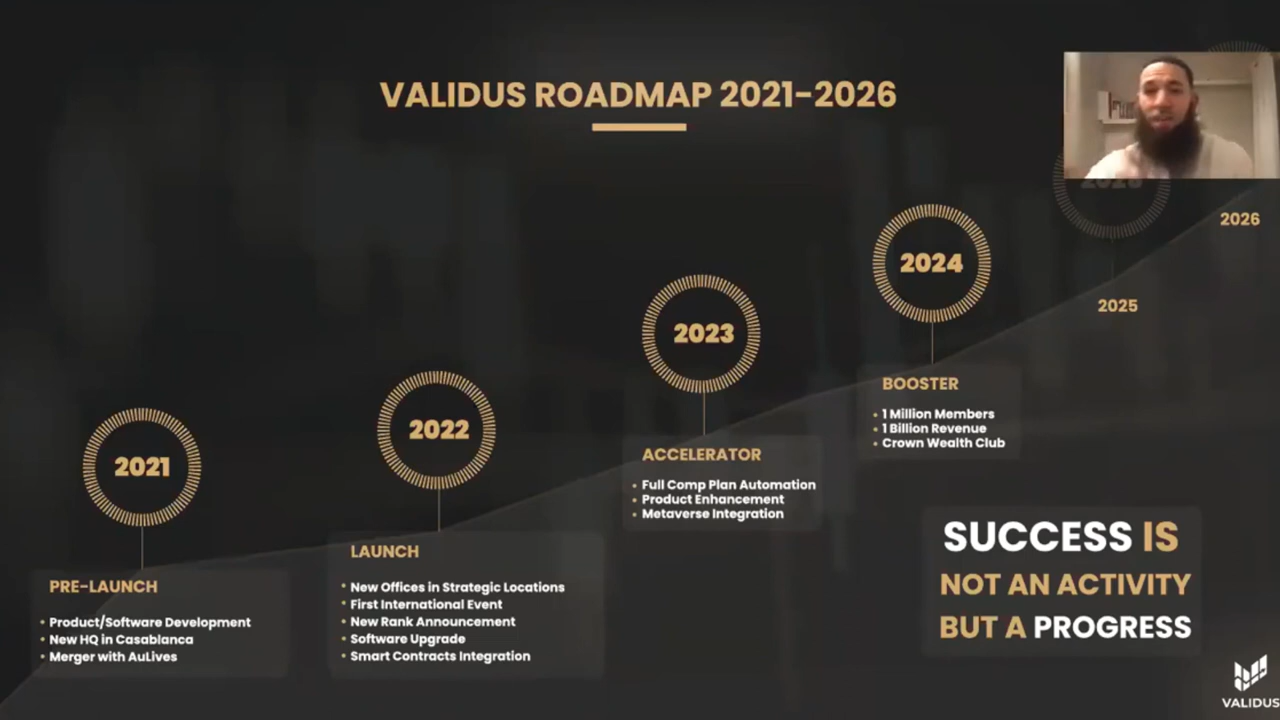 VALIDUS ROADMAP 2021-2026
2021
PRE-LAUNCH
• Product/Software Development
• New HQ in Casablanca
• Merger with AuLives
2022
LAUNCH
• New Offices in Strategic Locations
• First International Event
• New Rank Announcement
• Software Upgrade
• Smart Contracts Integration
2023
ACCELERATOR
• Full Comp Plan Automation
• Product Enhancement
• Metaverse Integration
2024
BOOSTER
• 1 Million Members
• 1 Billion Revenue
• Crown Wealth Club
2025
2026
SUCCESS IS
NOT AN ACTIVITY
BUT A PROGRESS
VALIDUS